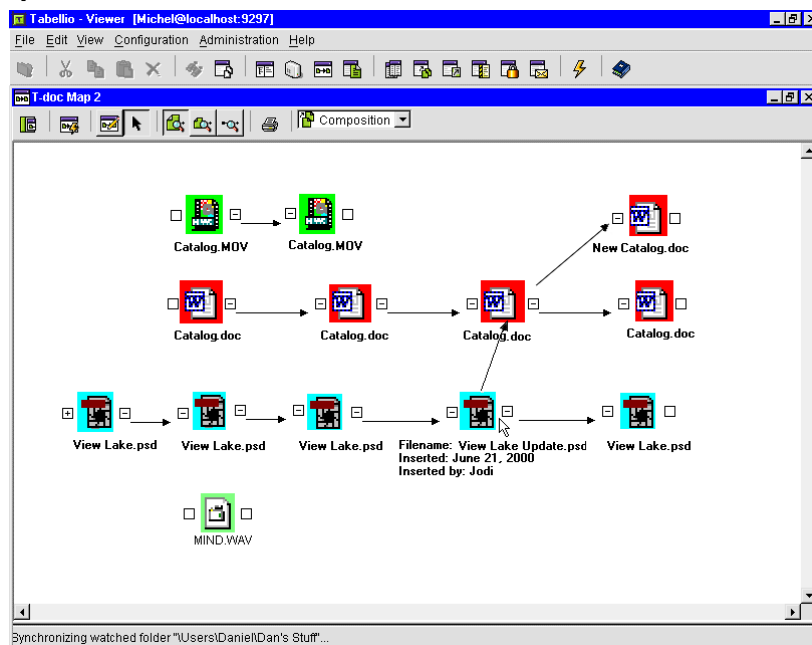 Tabellio - Viewer [Michel@localhost:9297]
File Edit View Configuration Administration Help
T-doc Map 2
Composition
Catalog.MOV
Catalog.MOV
New Catalog.doc
Catalog.doc
Catalog.doc
Catalog.doc
Catalog.doc
View Lake.psd
View Lake.psd
View Lake.psd
Filename: View Lake Update.psd
Inserted: June 21, 2000
Inserted by: Jodi
View Lake.psd
MIND.WAV
Synchronizing watched folder "\Users\Daniel\Dan's Stuff"...